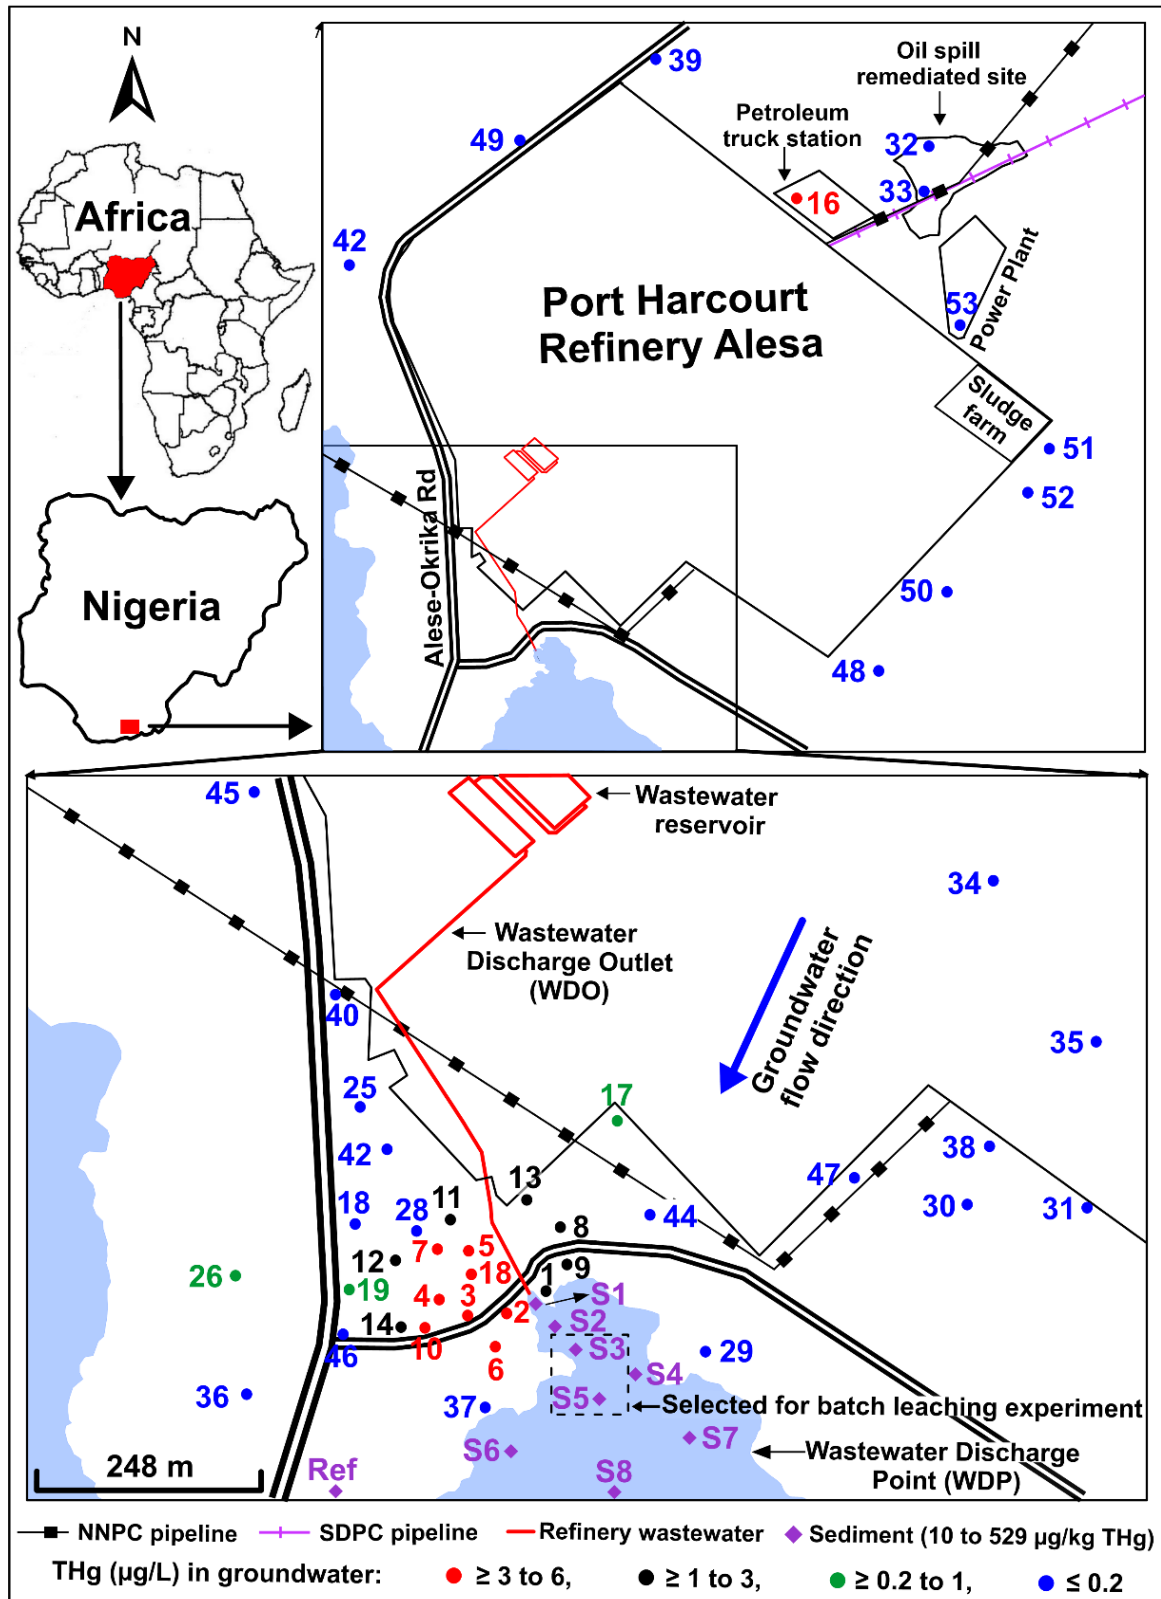 N
Africa
Nigeria
39
49
42
Oil spill
remediated site
Petroleum
truck station
32
33
16
53
Power Plant
Port Harcourt
Refinery Alesa
Sludge
farm
51
52
50
48
Alese-Okrika Rd
45
Wastewater
reservoir
34
Wastewater
Discharge Outlet
(WDO)
Groundwater
flow direction
40
35
25
17
42
38
47
13
11
18
28
44
30
31
8
7
5
12
9
26
18
1
S1
19
4
3
2
S2
14
10
46
6
S3
29
S4
36
37
S5
Selected for batch leaching experiment
S6
S7
Wastewater Discharge
Point (WDP)
248 m
Ref
S8
NNPC pipeline
SDPC pipeline
Refinery wastewater
Sediment (10 to 529 µg/kg THg)
THg (µg/L) in groundwater:
≥ 3 to 6,
≥ 1 to 3,
≥ 0.2 to 1,
≤ 0.2